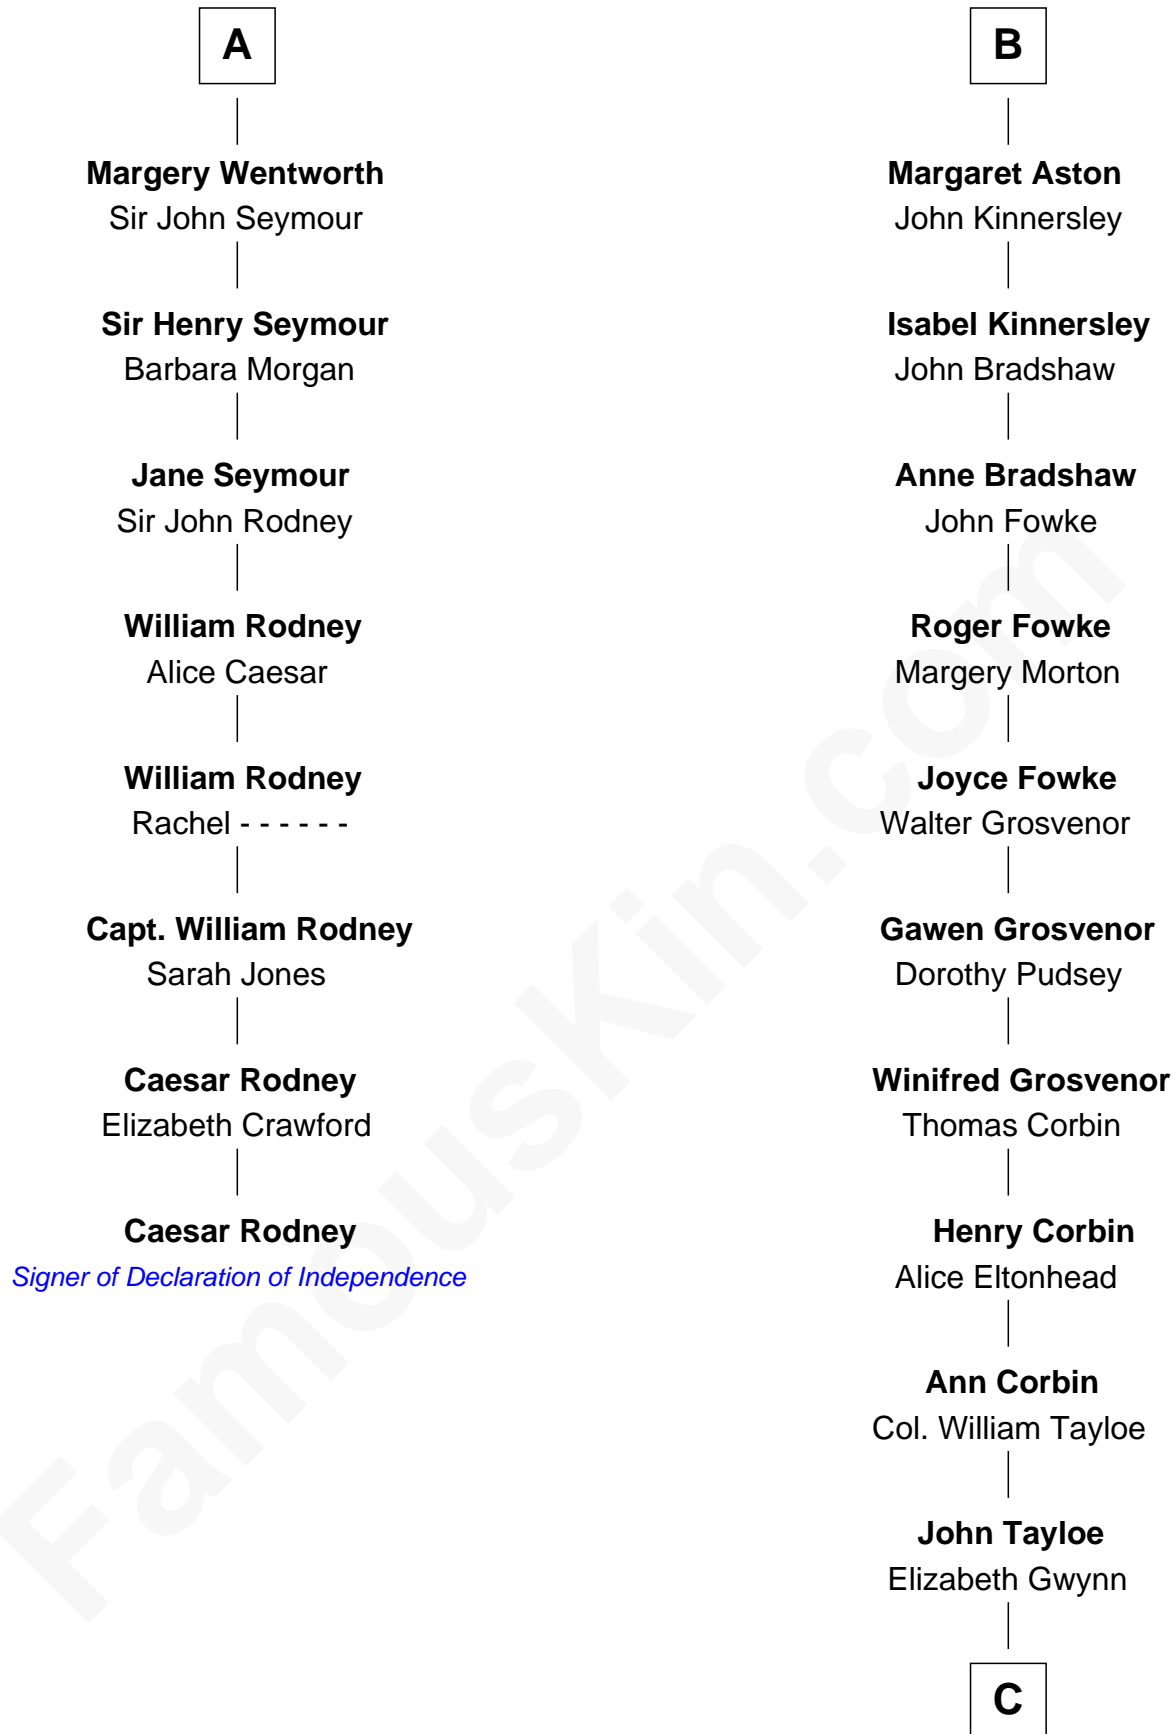 A
Margery Wentworth
Sir John Seymour
Sir Henry Seymour
Barbara Morgan
Jane Seymour
Sir John Rodney
William Rodney
Alice Caesar
William Rodney
Rachel - - - - - -
Capt. William Rodney
Sarah Jones
Caesar Rodney
Elizabeth Crawford
Caesar Rodney
Signer of Declaration of Independence
B
Margaret Aston
John Kinnersley
Isabel Kinnersley
John Bradshaw
Anne Bradshaw
John Fowke
Roger Fowke
Margery Morton
Joyce Fowke
Walter Grosvenor
Gawen Grosvenor
Dorothy Pudsey
Winifred Grosvenor
Thomas Corbin
Henry Corbin
Alice Eltonhead
Ann Corbin
Col. William Tayloe
John Tayloe
Elizabeth Gwynn
C
FamousKin.com